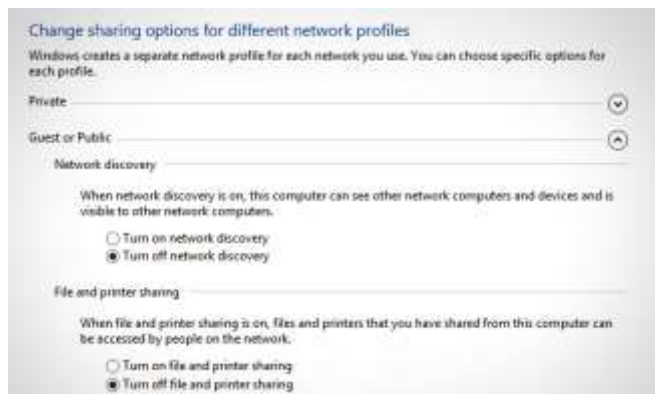 Change sharing options for different network profiles
Windows creates a separate network profile for each network you use. You can choose specific options for
each profile.
Private
Guest or Public
Network discovery
When network discovery is on, this computer can see other network computers and devices and is
visible to other network computers.
Turn on network discovery
Turn off network discovery
File and printer sharing
When file and printer sharing is on, files and printers that you have shared from this computer can
be accessed by people on the network.
Turn on file and printer sharing
Turn off file and printer sharing